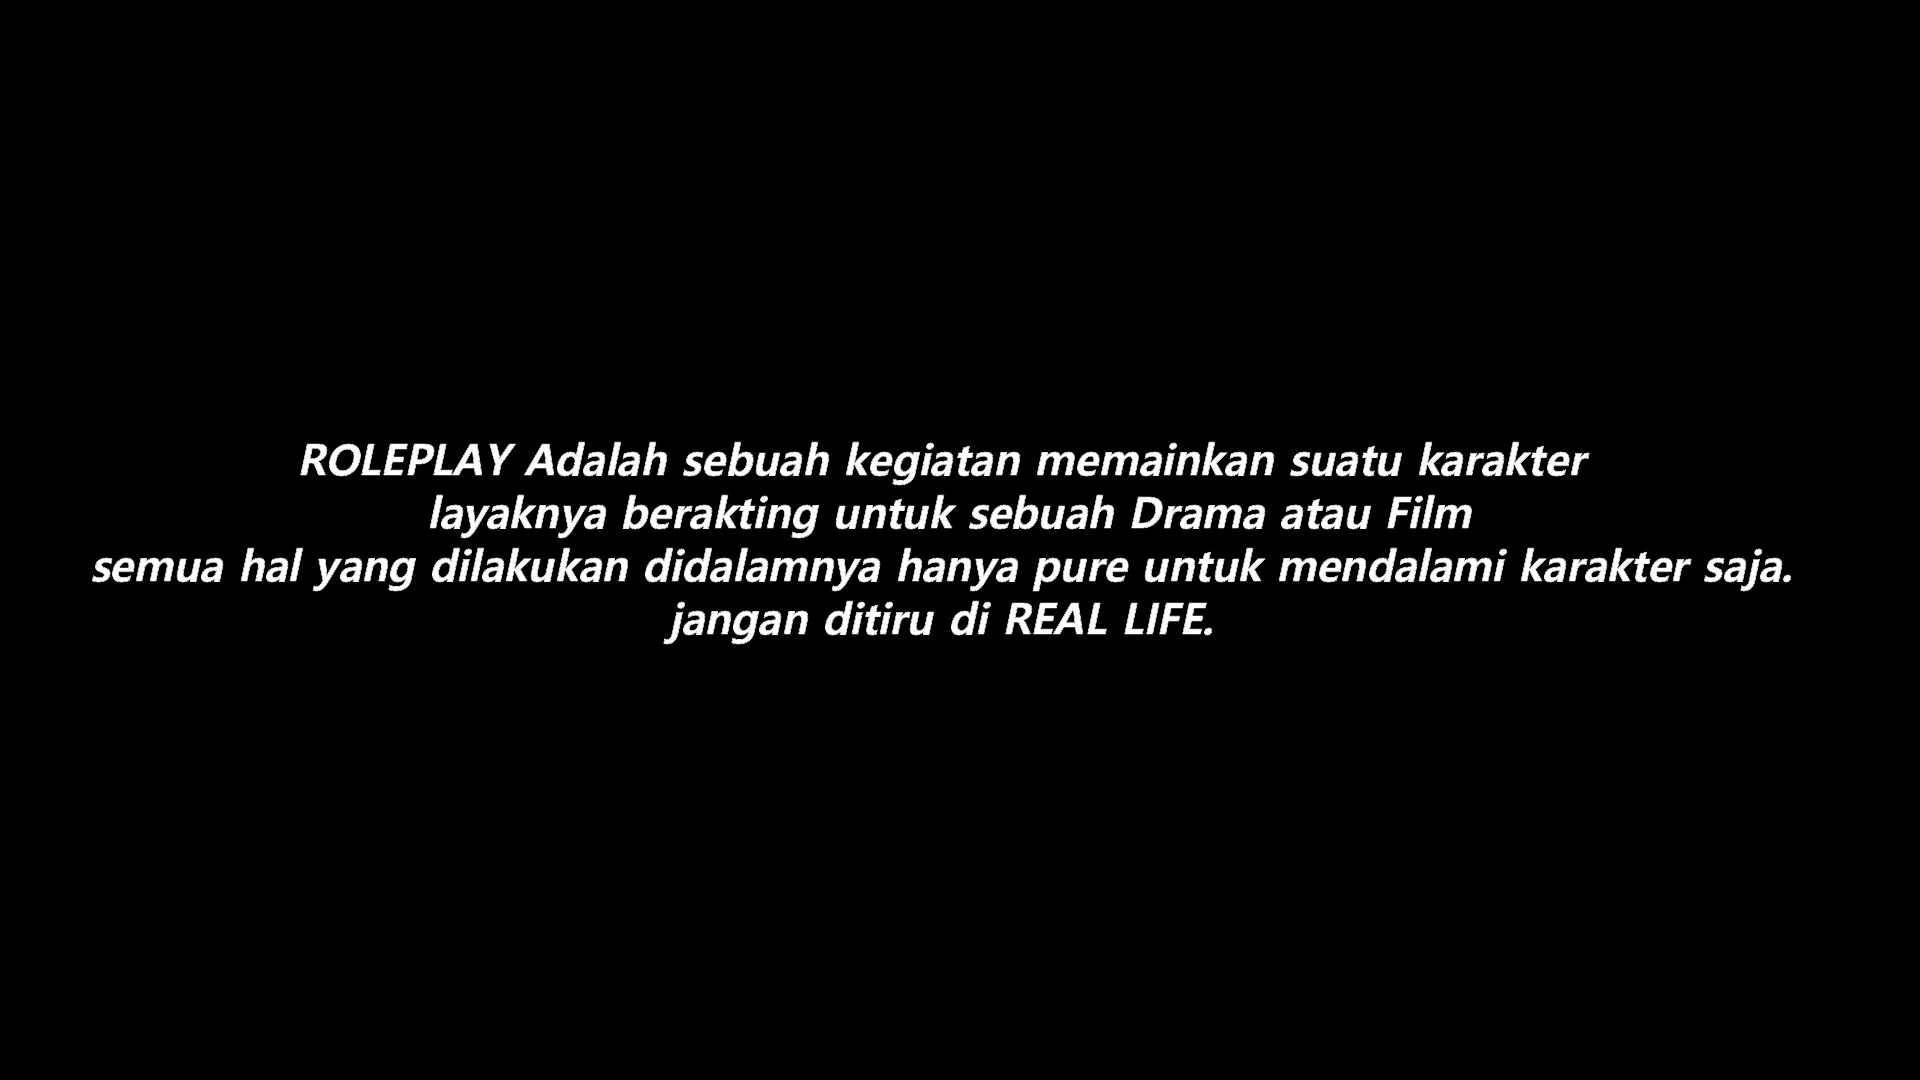 ROLEPLAY Adalah sebuah kegiatan memainkan suatu karakter
layaknya berakting untuk sebuah Drama atau Film
semua hal yang dilakukan didalamnya hanya pure untuk mendalami karakter saja.
jangan ditiru di REAL LIFE.